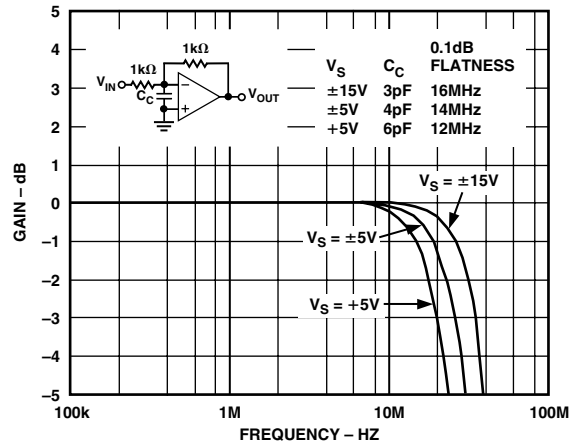 5
4
3
2
1
0
–1
–2
–3
–4
–5
GAIN – dB
1kΩ
1kΩ
VIN
CC
–
+
VOUT
0.1dB
VS CC FLATNESS
±15V 3pF 16MHz
±5V 4pF 14MHz
+5V 6pF 12MHz
VS = ±15V
VS = ±5V
VS = +5V
100k 1M 10M 100M
FREQUENCY – HZ